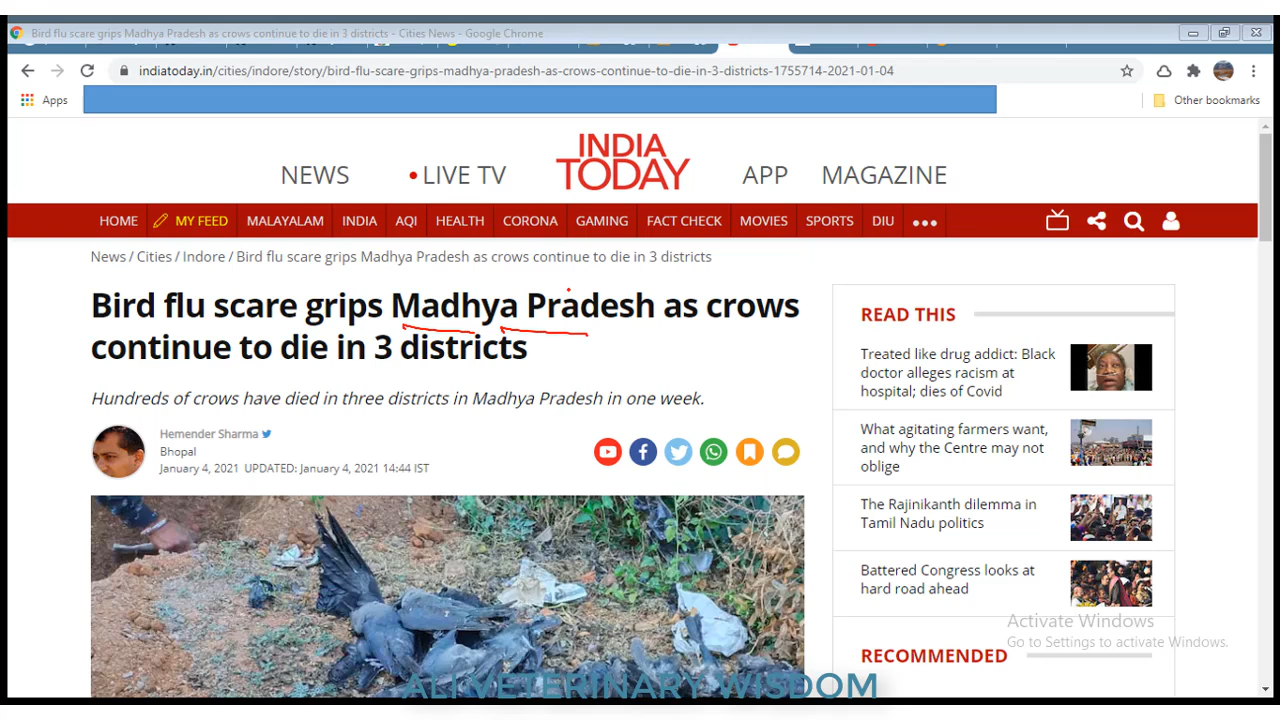 Bird flu scare grips Madhya Pradesh as crows continue to die in 3 districts - Cities News - Google Chrome
indiatoday.in/cities/indore/story/bird-flu-scare-grips-madhya-pradesh-as-crows-continue-to-die-in-3-districts-1755714-2021-01-04
Apps
Other bookmarks
NEWS
LIVE TV
INDIA
TODAY
APP
MAGAZINE
HOME MY FEED MALAYALAM INDIA AQI HEALTH CORONA GAMING FACT CHECK MOVIES SPORTS DIU
News / Cities / Indore / Bird flu scare grips Madhya Pradesh as crows continue to die in 3 districts
Bird flu scare grips Madhya Pradesh as crows
continue to die in 3 districts
Hundreds of crows have died in three districts in Madhya Pradesh in one week.
Hemender Sharma
Bhopal
January 4, 2021 UPDATED: January 4, 2021 14:44 IST
READ THIS
Treated like drug addict: Black
doctor alleges racism at
hospital; dies of Covid
What agitating farmers want,
and why the Centre may not
oblige
The Rajinikanth dilemma in
Tamil Nadu politics
Battered Congress looks at
hard road ahead
Activate Windows
Go to Settings to activate Windows.
RECOMMENDED
ALI VETERINARY WISDOM